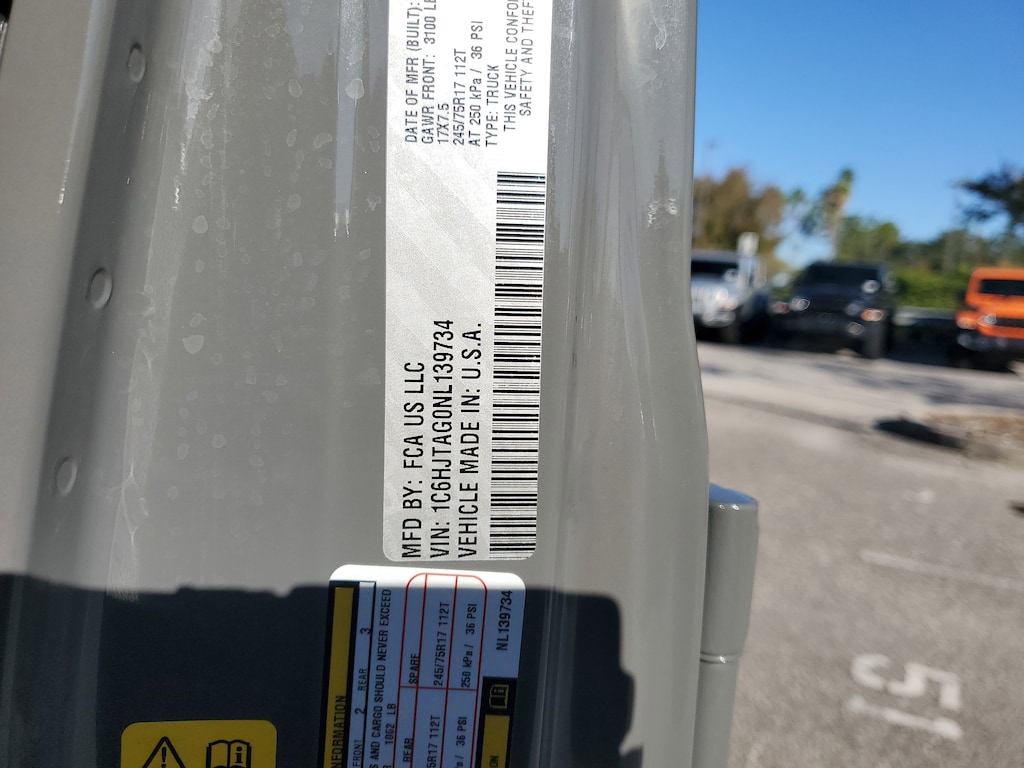 DATE OF MFR (BUILT):
GAWR FRONT: 3100 LB
17X7.5
245/75R17 112T
AT 250 kPa / 36 PSI
TYPE: TRUCK
THIS VEHICLE
SAFETY AND THEFT
MFD BY: FCA US LLC
VIN: 1C6HJTAG0NL139734
VEHICLE MADE IN: U.S.A.
FRONT 2 REAR 3
AND CARGO SHOULD NEVER EXCEED
1062 LB
REAR SPARE
112T 245/75R17 112T
36 PSI 250 kPa / 36 PSI
NL139734
51